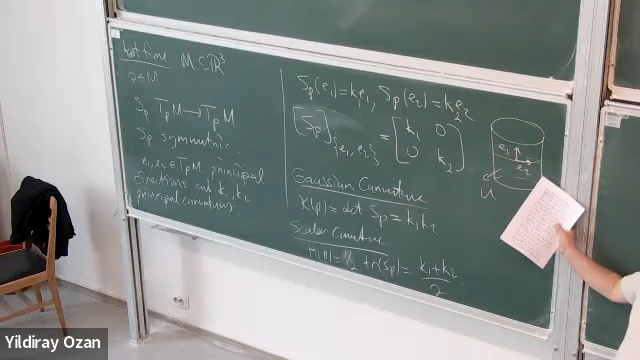 Last time M ⊆ ℝ³
p ∈ M
Sp TpM → TpM
Sp symmetric.
e₁, e₂ ∈ TpM principal
directions and k₁, k₂
principal curvatures.
Sp(e₁) = k₁e₁, Sp(e₂) = k₂e₂
[Sp]{e₁, e₂} = [k₁ 0
0 k₂]
Gaussian Curvature
K(p) = det Sp = k₁k₂
Scalar Curvature
H(p) = 1/2 tr(Sp) = (k₁+k₂)/2
e₁
e₂
U
Yildiray Ozan